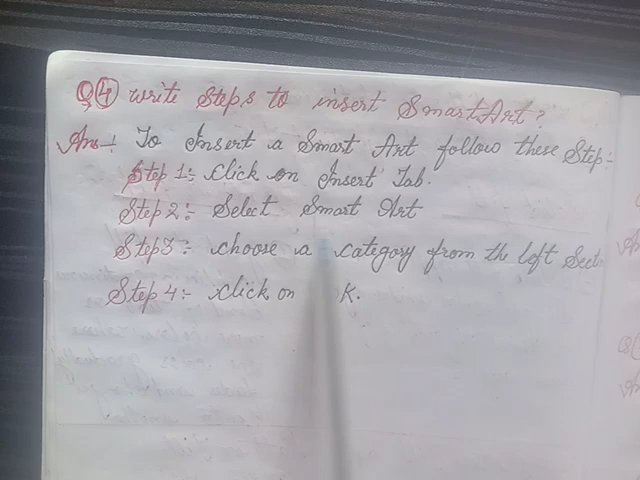 Q④ write Steps to insert SmartArt?
Ans- To Insert a Smart Art follow these Step:-
Step 1:- Click on Insert Tab.
Step 2:- Select Smart Art
Step 3:- choose a category from the left
Step 4:- click on K.